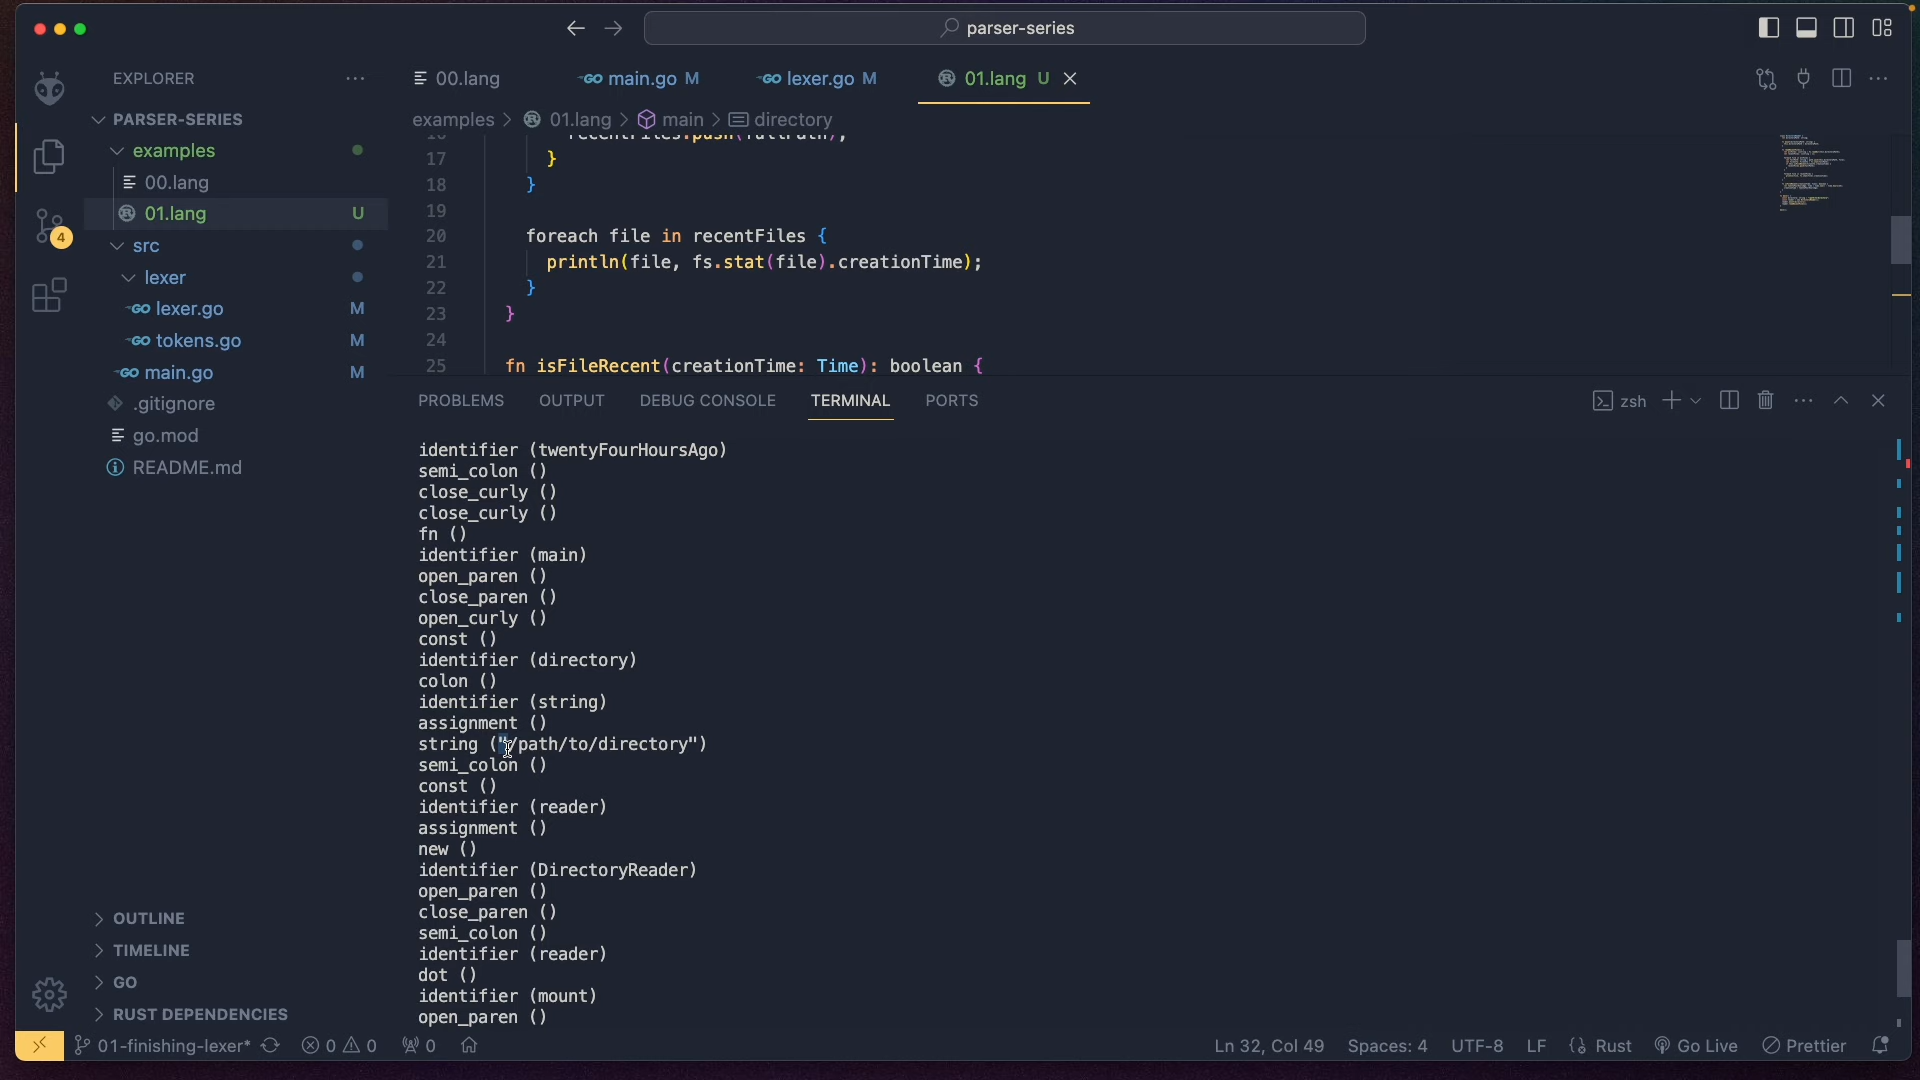 parser-series
EXPLORER
00.lang
main.go M
lexer.go M
01.lang U
PARSER-SERIES
examples > 01.lang > main > directory
examples
00.lang
01.lang U
src
lexer
lexer.go M
tokens.go M
main.go M
.gitignore
go.mod
README.md
16 recentFiles.push(fullPath);
17 }
18 }
19
20 foreach file in recentFiles {
21 println(file, fs.stat(file).creationTime);
22 }
23 }
24
25 fn isFileRecent(creationTime: Time): boolean {
4
PROBLEMS OUTPUT DEBUG CONSOLE TERMINAL PORTS
zsh
identifier (twentyFourHoursAgo)
semi_colon ()
close_curly ()
close_curly ()
fn ()
identifier (main)
open_paren ()
close_paren ()
open_curly ()
const ()
identifier (directory)
colon ()
identifier (string)
assignment ()
string ("/path/to/directory")
semi_colon ()
const ()
identifier (reader)
assignment ()
new ()
identifier (DirectoryReader)
open_paren ()
close_paren ()
semi_colon ()
identifier (reader)
dot ()
identifier (mount)
open_paren ()
OUTLINE
TIMELINE
GO
RUST DEPENDENCIES
01-finishing-lexer* 0 0 0 Ln 32, Col 49 Spaces: 4 UTF-8 LF Rust Go Live Prettier